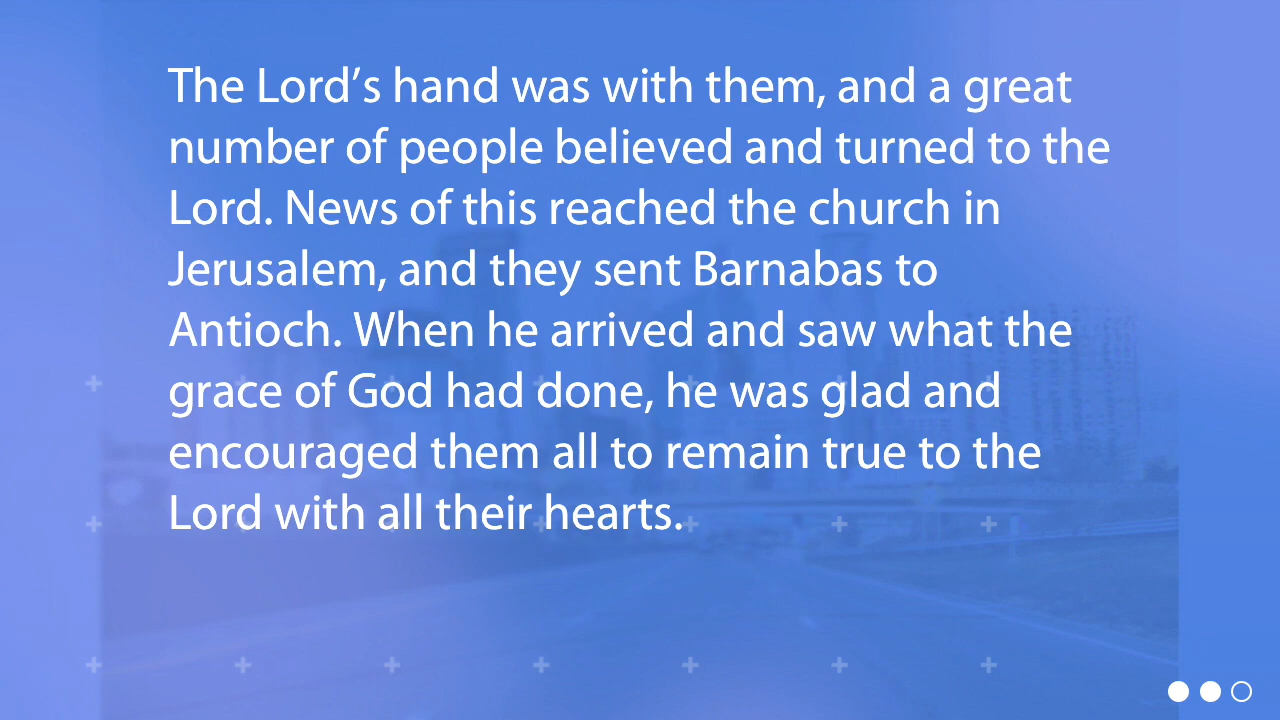 The Lord’s hand was with them, and a great
number of people believed and turned to the
Lord. News of this reached the church in
Jerusalem, and they sent Barnabas to
Antioch. When he arrived and saw what the
grace of God had done, he was glad and
encouraged them all to remain true to the
Lord with all their hearts.